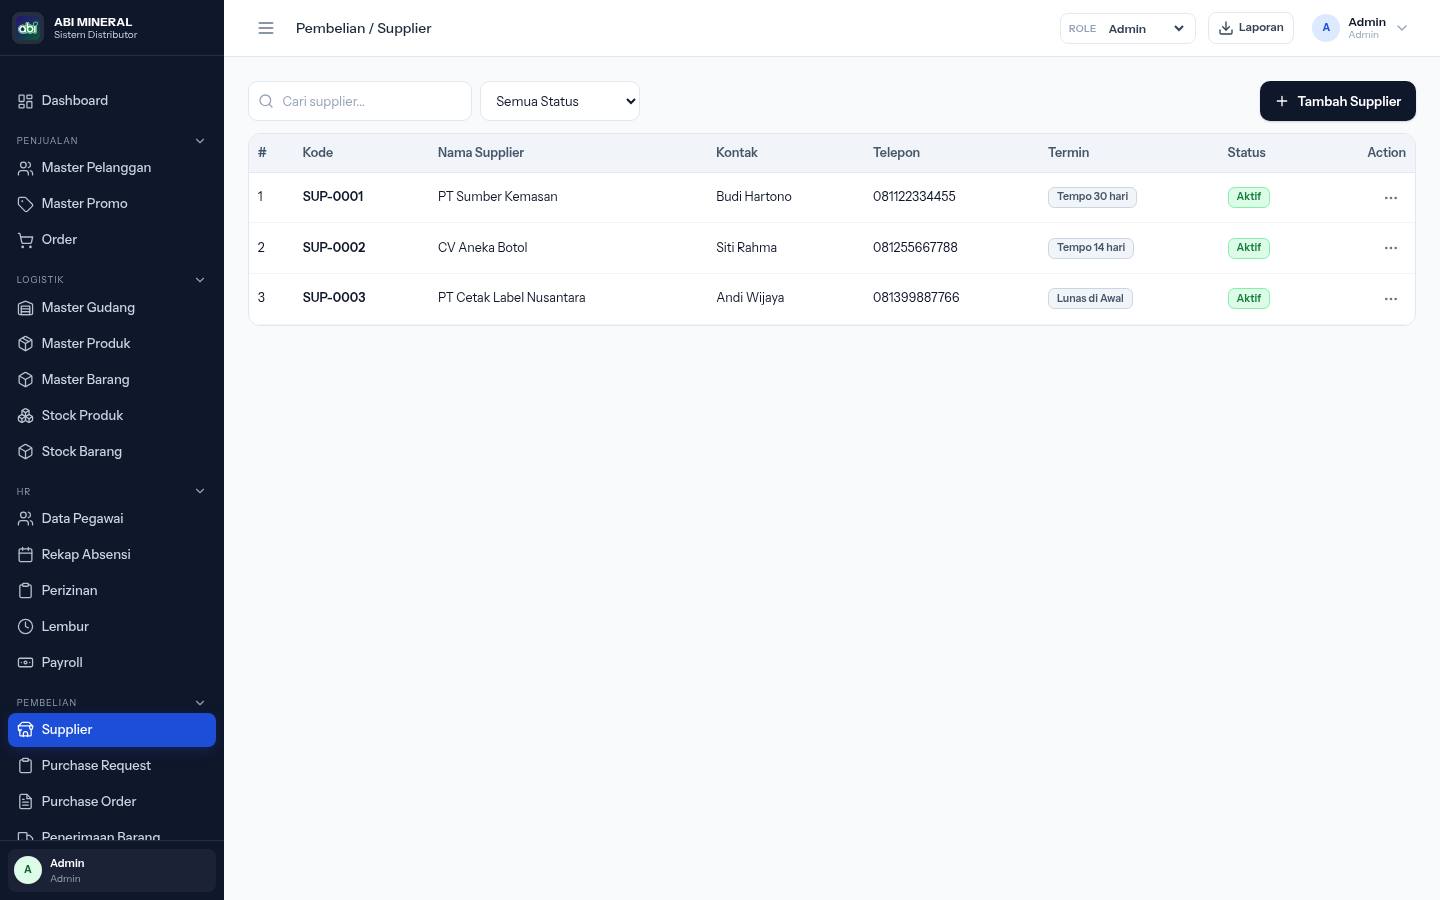 abi
ABI MINERAL
Sistem Distributor
Dashboard
PENJUALAN
Master Pelanggan
Master Promo
Order
LOGISTIK
Master Gudang
Master Produk
Master Barang
Stock Produk
Stock Barang
HR
Data Pegawai
Rekap Absensi
Perizinan
Lembur
Payroll
PEMBELIAN
Supplier
Purchase Request
Purchase Order
Penerimaan Barang
A
Admin
Admin
Pembelian / Supplier
ROLE Admin
Laporan
A
Admin
Admin
Cari supplier...
Semua Status
+ Tambah Supplier
# Kode Nama Supplier Kontak Telepon Termin Status Action
1 SUP-0001 PT Sumber Kemasan Budi Hartono 081122334455 Tempo 30 hari Aktif ...
2 SUP-0002 CV Aneka Botol Siti Rahma 081255667788 Tempo 14 hari Aktif ...
3 SUP-0003 PT Cetak Label Nusantara Andi Wijaya 081399887766 Lunas di Awal Aktif ...